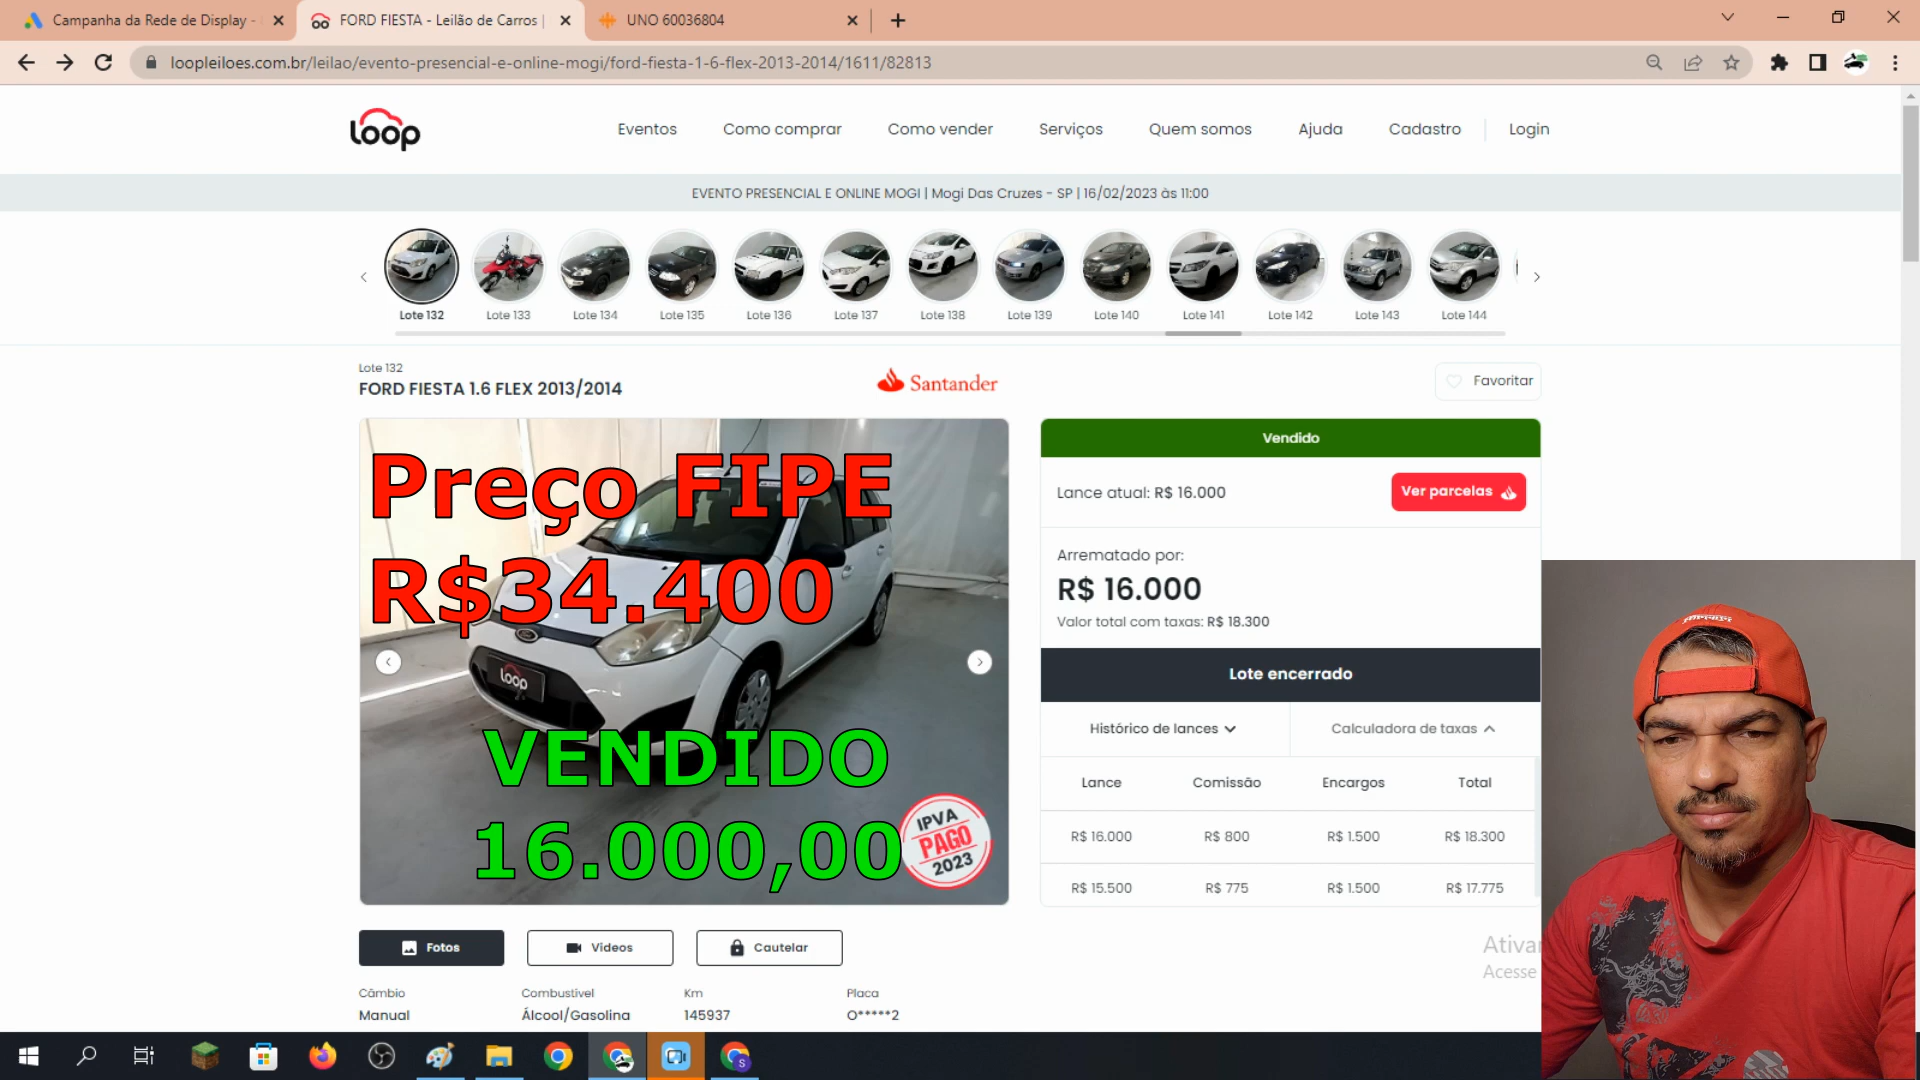 Campanha da Rede de Display -
FORD FIESTA - Leilão de Carros |
UNO 60036804
loopleiloes.com.br/leilao/evento-presencial-e-online-mogi/ford-fiesta-1-6-flex-2013-2014/1611/82813
loop
Eventos
Como comprar
Como vender
Serviços
Quem somos
Ajuda
Cadastro
Login
EVENTO PRESENCIAL E ONLINE MOGI | Mogi Das Cruzes - SP | 16/02/2023 às 11:00
Lote 132
Lote 133
Lote 134
Lote 135
Lote 136
Lote 137
Lote 138
Lote 139
Lote 140
Lote 141
Lote 142
Lote 143
Lote 144
Lote 132
FORD FIESTA 1.6 FLEX 2013/2014
Santander
Favoritar
Preço FIPE
R$34.400
loop
VENDIDO
16.000,00
IPVA
PAGO
2023
Vendido
Lance atual: R$ 16.000
Ver parcelas
Arrematado por:
R$ 16.000
Valor total com taxas: R$ 18.300
Lote encerrado
Histórico de lances
Calculadora de taxas
Lance Comissão Encargos Total
R$ 16.000 R$ 800 R$ 1.500 R$ 18.300
R$ 15.500 R$ 775 R$ 1.500 R$ 17.775
Fotos
Vídeos
Cautelar
Câmbio
Manual
Combustível
Álcool/Gasolina
Km
145937
Placa
O*****2
Ativar
Acesse
Ferrari
S